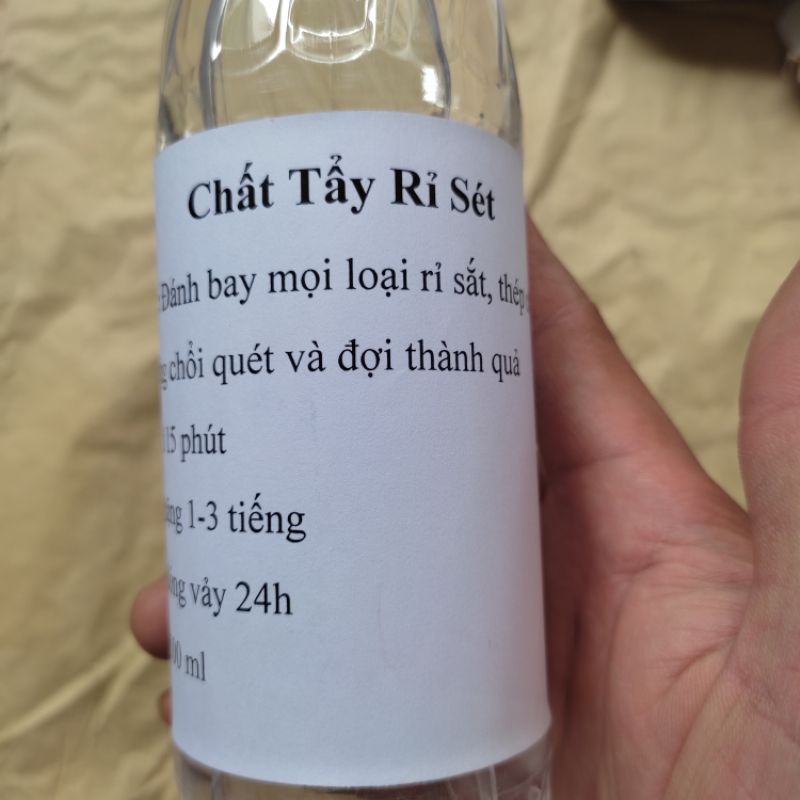 Chất Tẩy Rỉ Sét
Đánh bay mọi loại rỉ sắt, thép
chổi quét và đợi thành quả
15 phút
1-3 tiếng
vảy 24h
ml